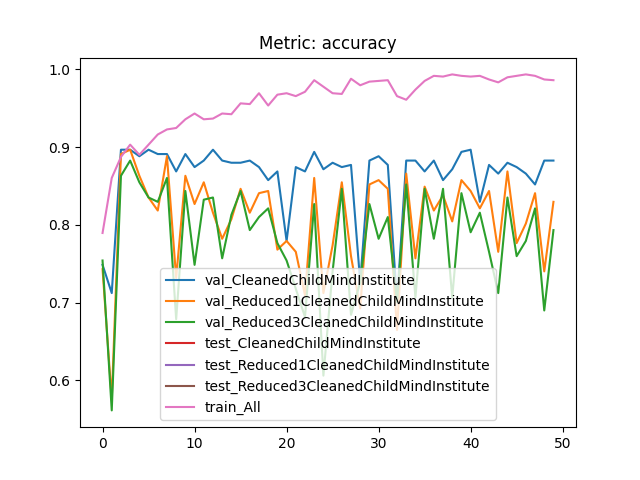 Metric: accuracy
1.0
0.9
0.8
0.7
0.6
val_CleanedChildMindInstitute
val_Reduced1CleanedChildMindInstitute
val_Reduced3CleanedChildMindInstitute
test_CleanedChildMindInstitute
test_Reduced1CleanedChildMindInstitute
test_Reduced3CleanedChildMindInstitute
train_All
0 10 20 30 40 50